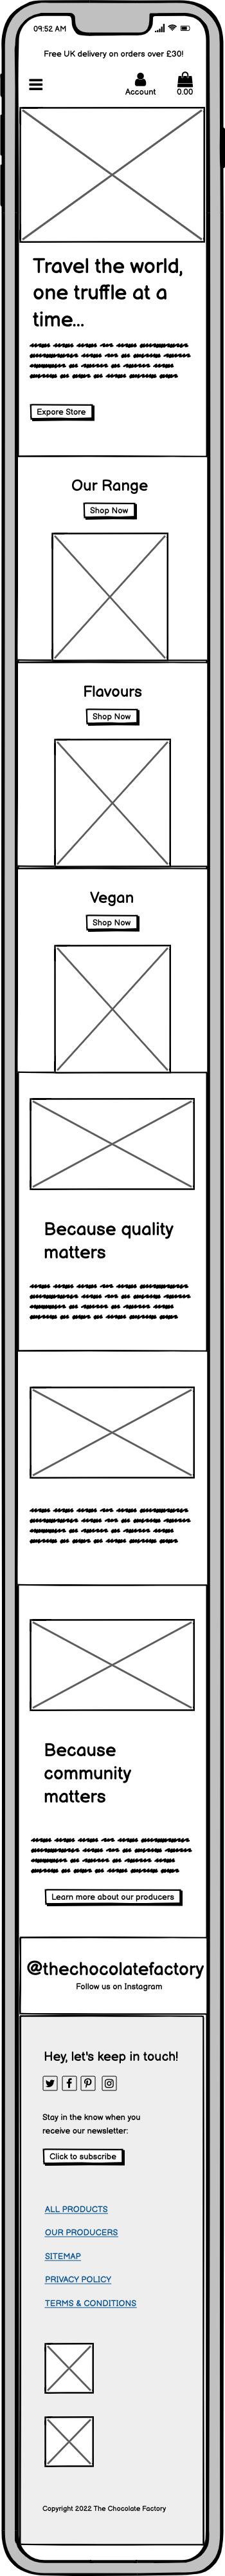 09:52 AM
Free UK delivery on orders over £30!
Account
0.00
Travel the world,
one truffle at a
time...
Expore Store
Our Range
Shop Now
Flavours
Shop Now
Vegan
Shop Now
Because quality
matters
Because
community
matters
Learn more about our producers
@thechocolatefactory
Follow us on Instagram
Hey, let's keep in touch!
Stay in the know when you
receive our newsletter:
Click to subscribe
ALL PRODUCTS
OUR PRODUCERS
SITEMAP
PRIVACY POLICY
TERMS & CONDITIONS
Copyright 2022 The Chocolate Factory